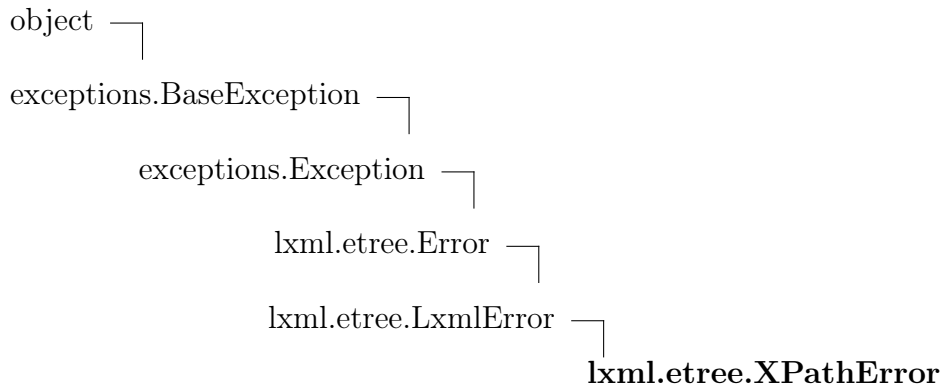 object
exceptions.BaseException
exceptions.Exception
lxml.etree.Error
lxml.etree.LxmlError
lxml.etree.XPathError